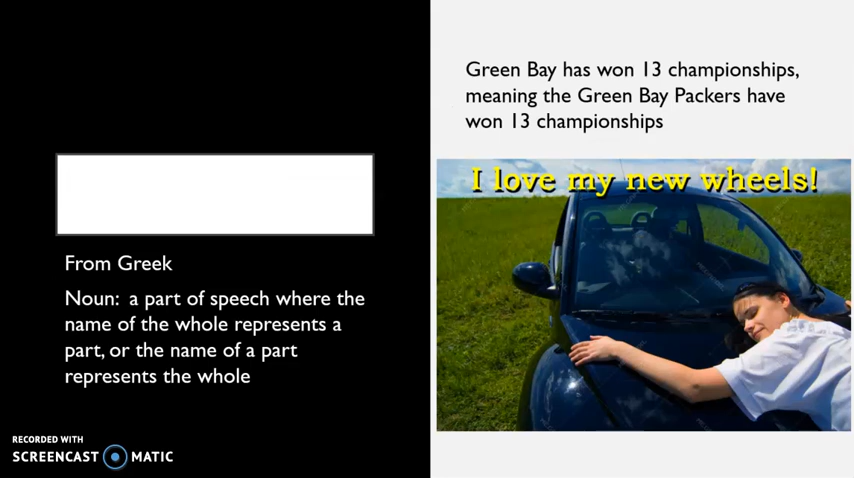 From Greek
Noun: a part of speech where the
name of the whole represents a
part, or the name of a part
represents the whole
RECORDED WITH
SCREENCAST MATIC
Green Bay has won 13 championships,
meaning the Green Bay Packers have
won 13 championships
I love my new wheels!